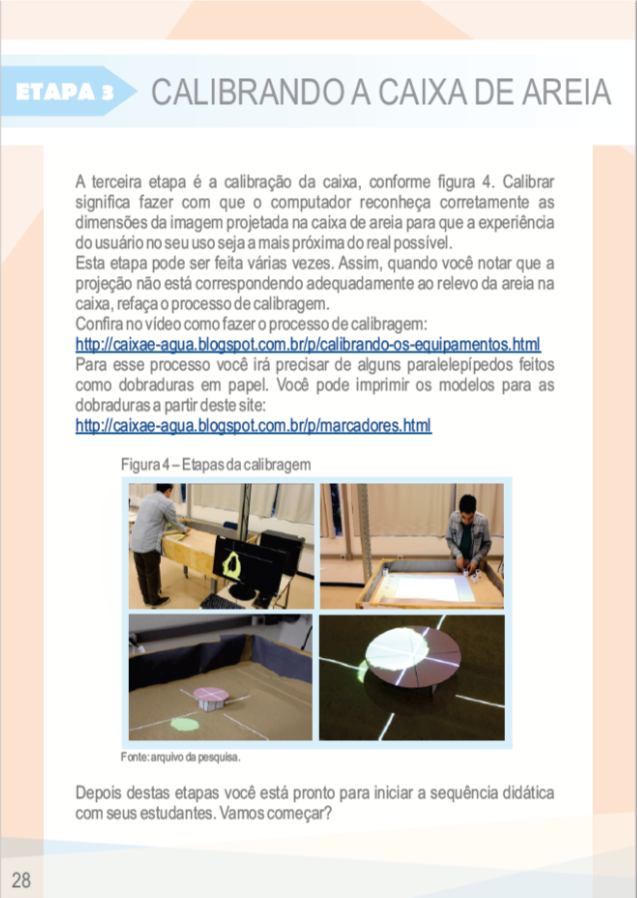 ETAPA 3
CALIBRANDO A CAIXA DE AREIA
A terceira etapa é a calibração da caixa, conforme figura 4. Calibrar
significa fazer com que o computador reconheça corretamente as
dimensões da imagem projetada na caixa de areia para que a experiência
do usuário no seu uso seja a mais próxima do real possível.
Esta etapa pode ser feita várias vezes. Assim, quando você notar que a
projeção não está correspondendo adequadamente ao relevo da areia na
caixa, refaça o processo de calibragem.
Confira no vídeo como fazer o processo de calibragem:
http://caixae-agua.blogspot.com.br/p/calibrando-os-equipamentos.html
Para esse processo você irá precisar de alguns paralelepípedos feitos
como dobraduras em papel. Você pode imprimir os modelos para as
dobraduras a partir deste site:
http://caixae-agua.blogspot.com.br/p/marcadores.html
Figura 4 – Etapas da calibragem
Fonte: arquivo da pesquisa.
Depois destas etapas você está pronto para iniciar a sequência didática
com seus estudantes. Vamos começar?
28